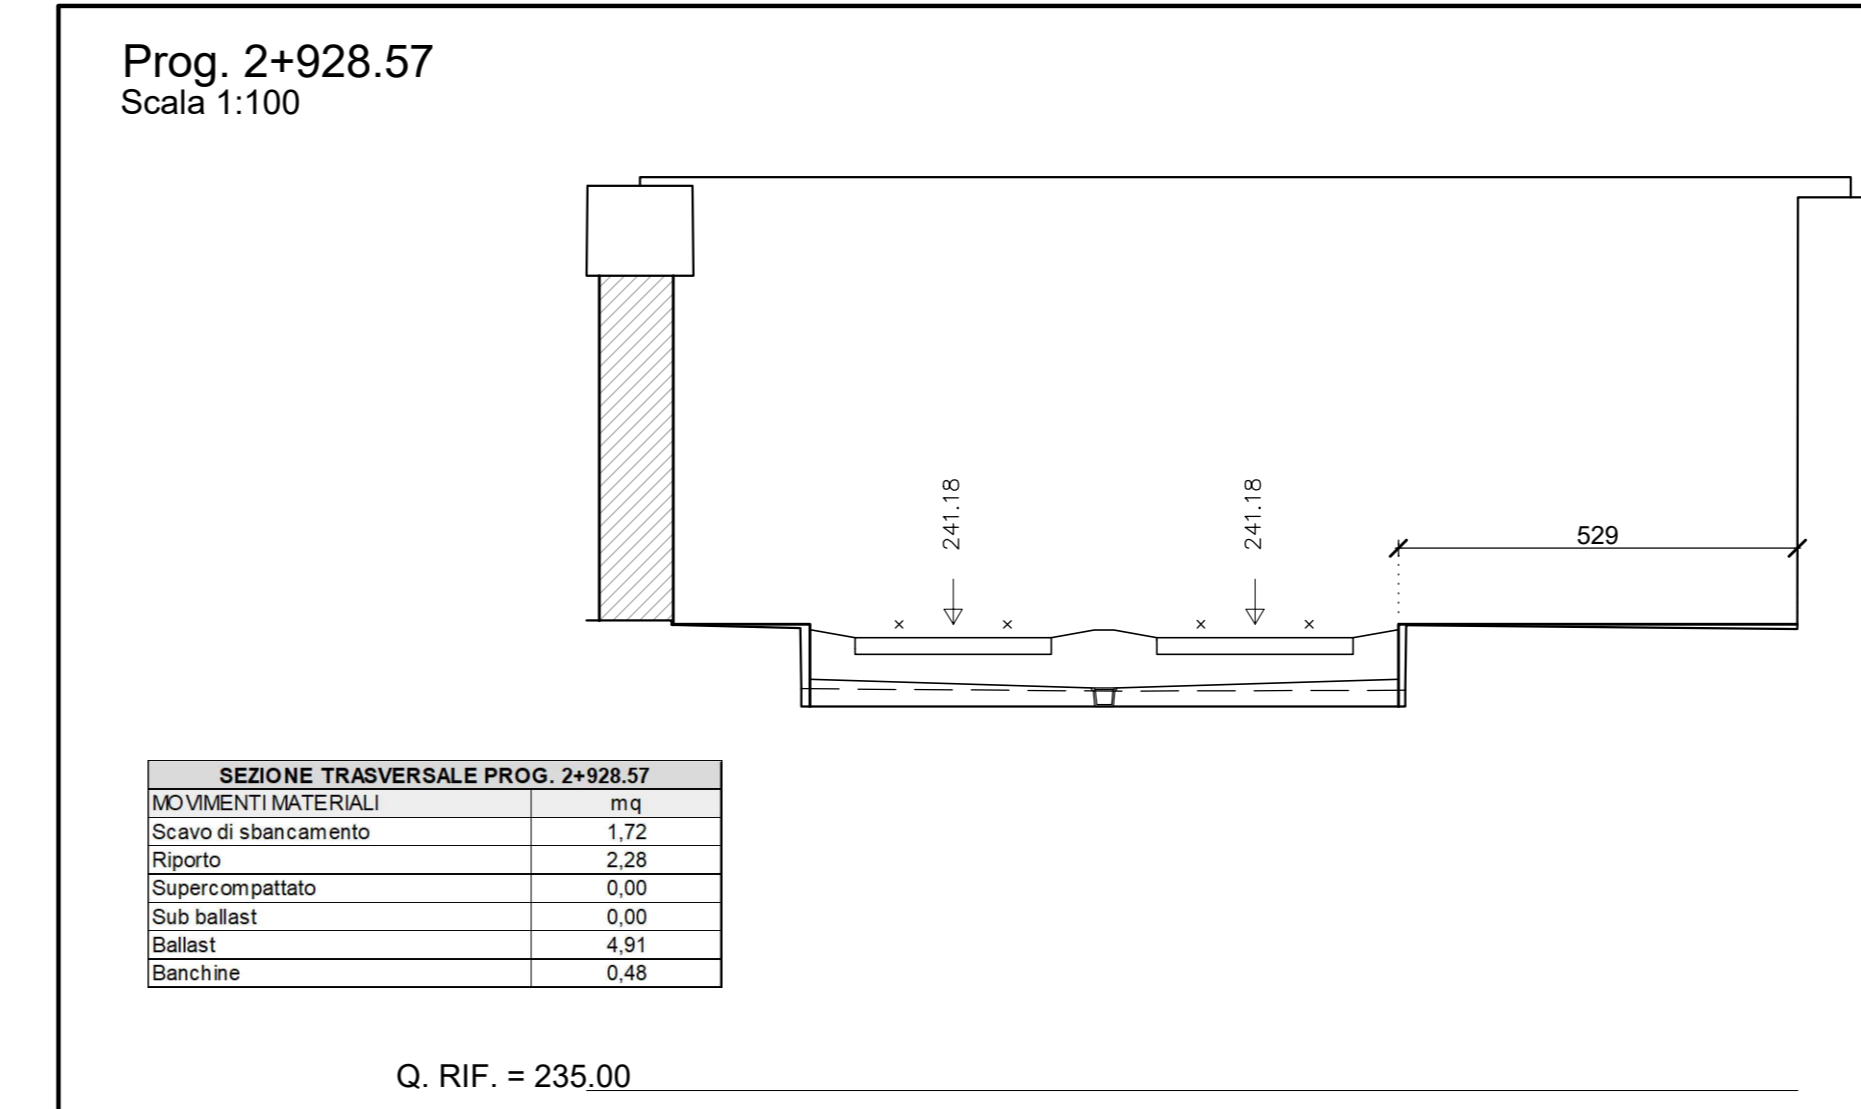 Prog. 2+928.57
Scala 1:100
241.18
241.18
529
SEZIONE TRASVERSALE PROG. 2+928.57
MOVIMENTI MATERIALI mq
Scavo di sbancamento 1,72
Riporto 2,28
Supercompattato 0,00
Sub ballast 0,00
Ballast 4,91
Banchine 0,48
Q. RIF. = 235.00